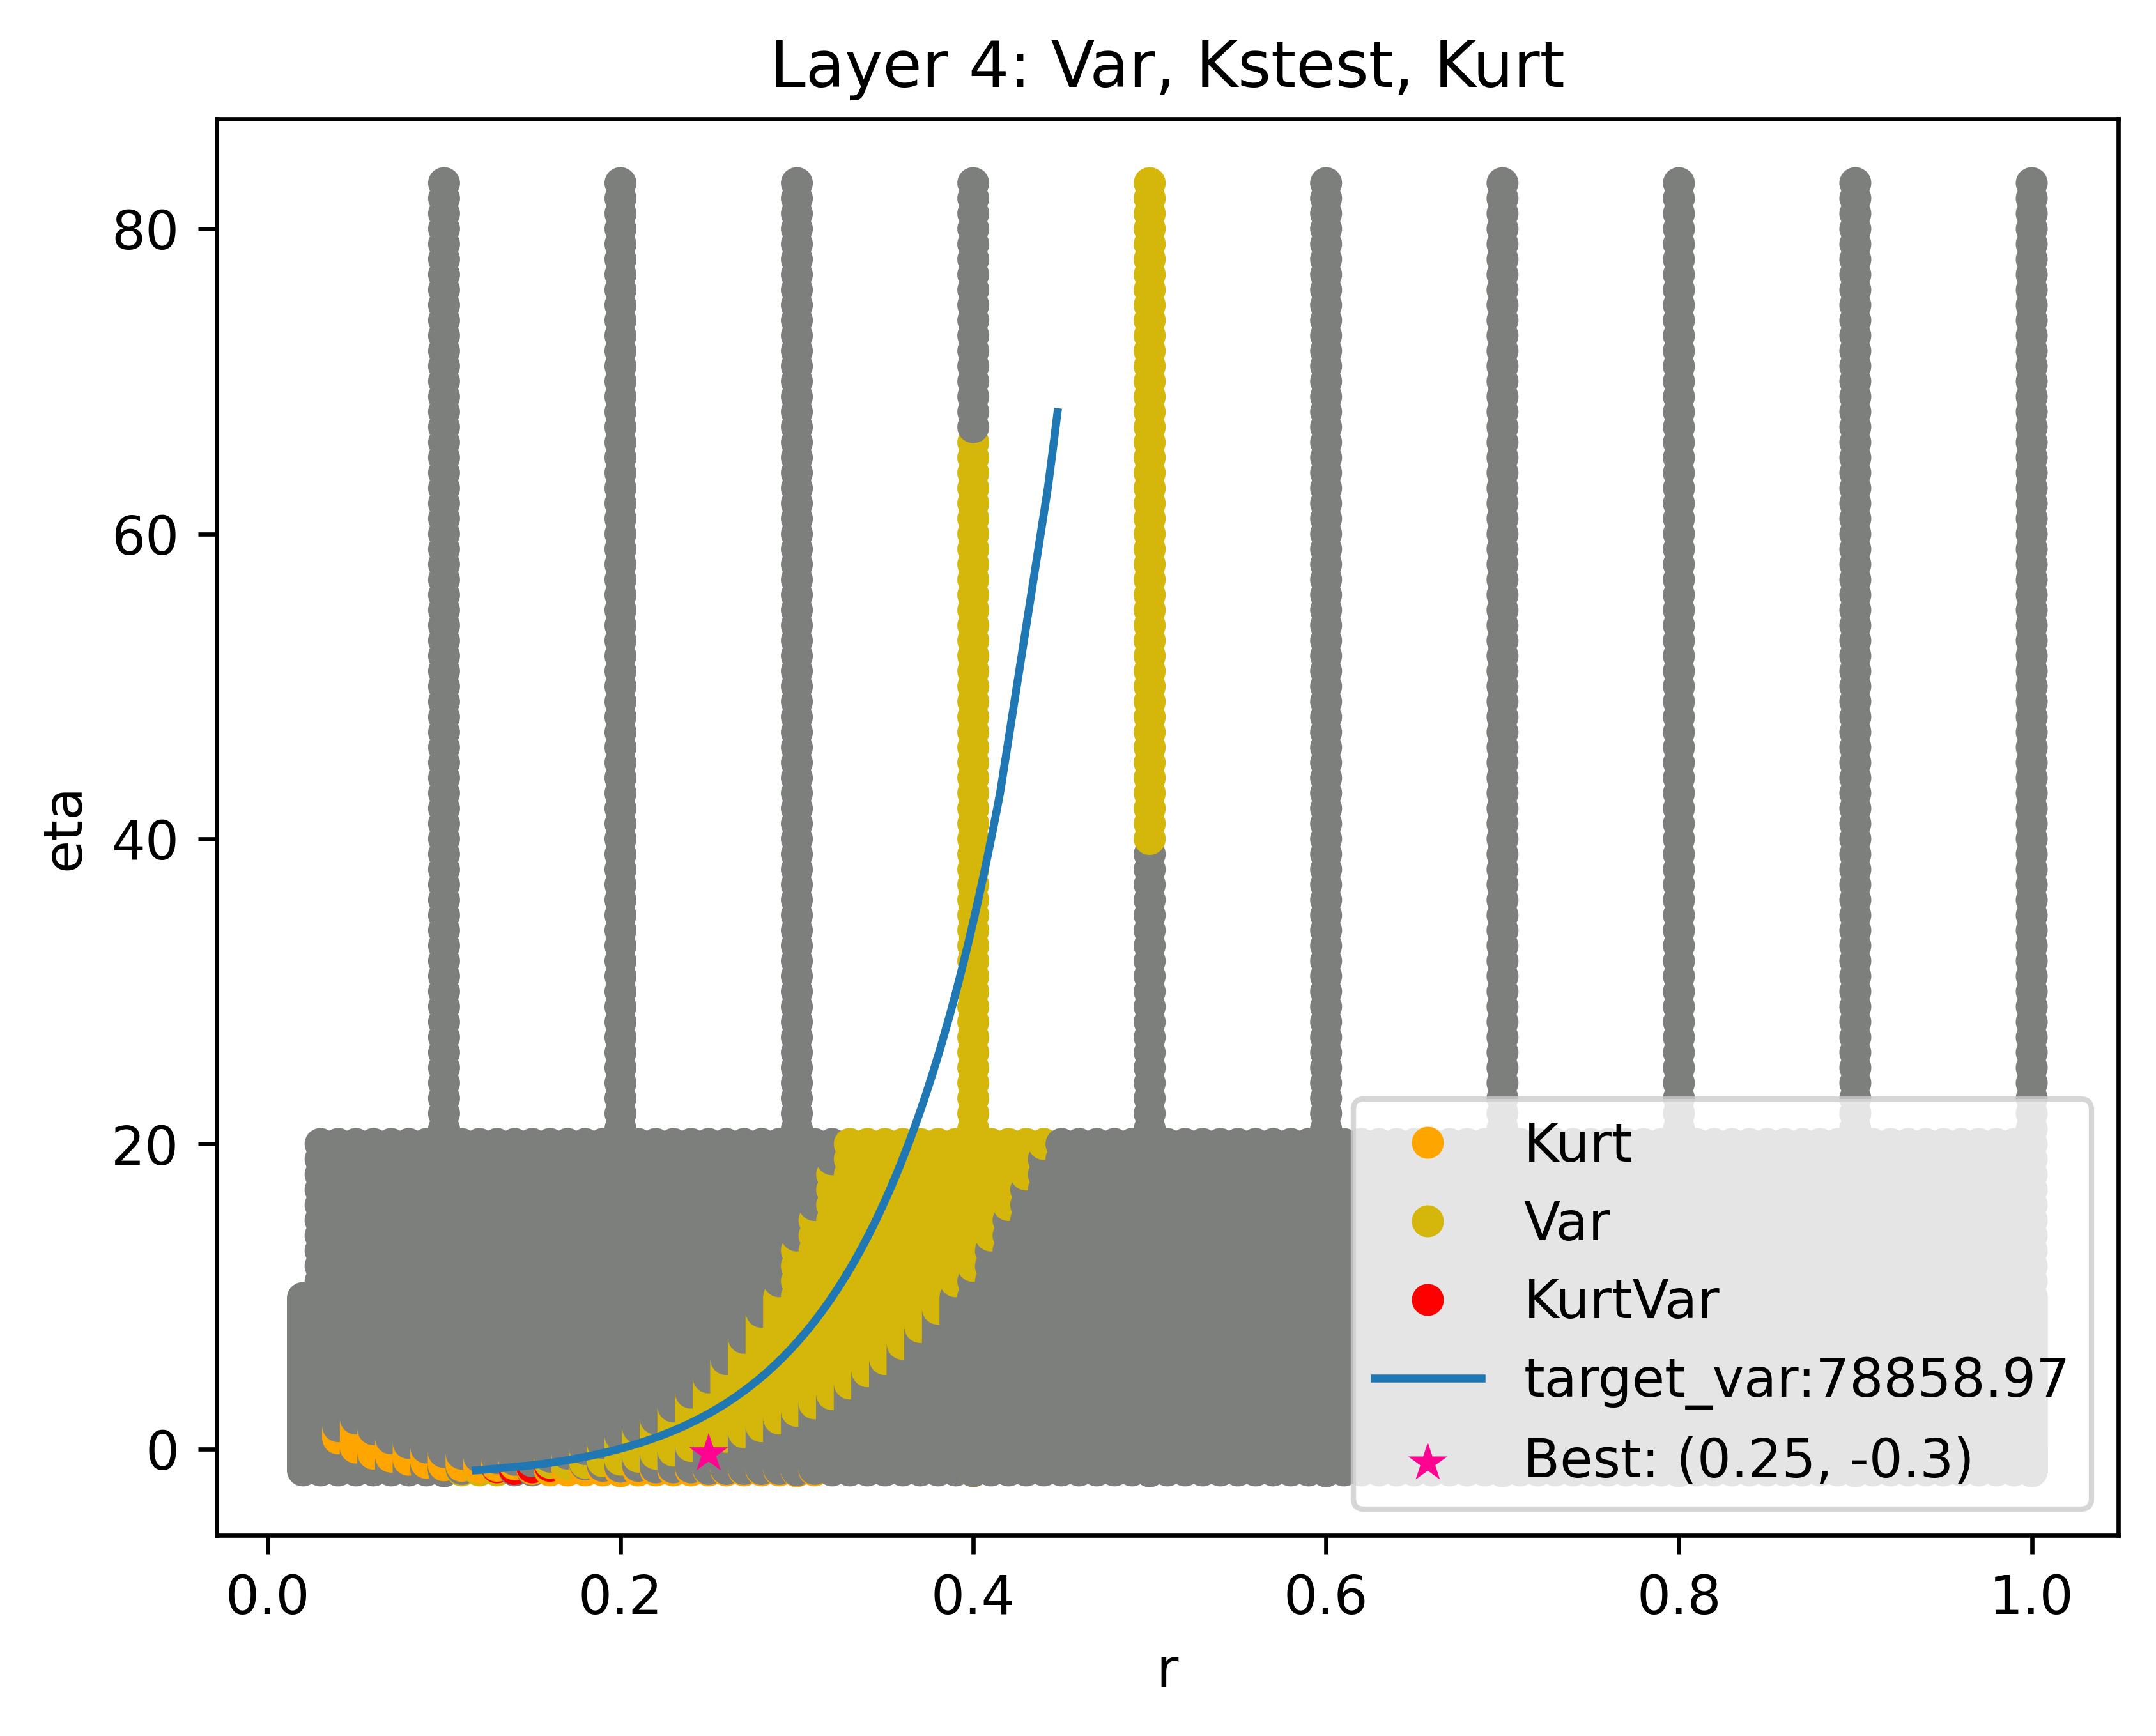 Layer 4: Var, Kstest, Kurt
eta
80
60
40
20
0
Kurt
Var
KurtVar
target_var:78858.97
Best: (0.25, -0.3)
0.0 0.2 0.4 0.6 0.8 1.0
r